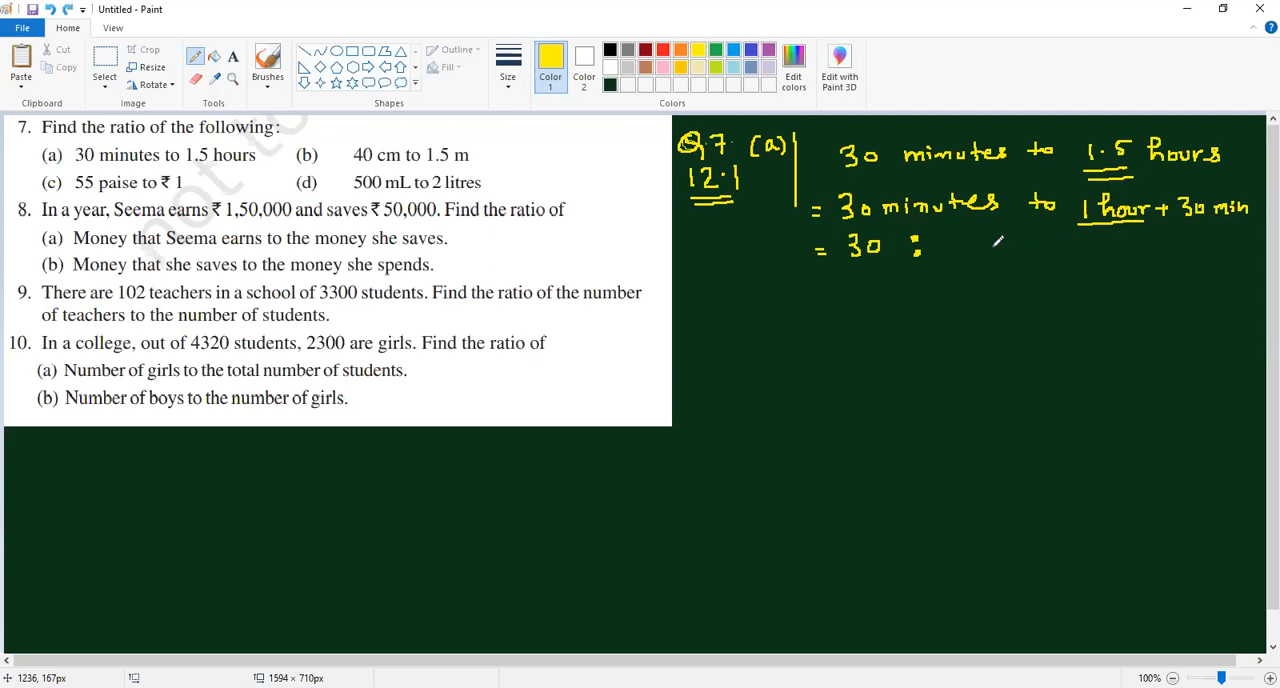 Untitled - Paint
File Home View
Paste Cut Copy Clipboard
Select Crop Resize Rotate Image
A Tools
Brushes
Outline Fill Shapes
Size
Color 1
Color 2
Colors
Edit colors
Edit with Paint 3D
not to
7. Find the ratio of the following:
(a) 30 minutes to 1.5 hours (b) 40 cm to 1.5 m
(c) 55 paise to ₹ 1 (d) 500 mL to 2 litres
8. In a year, Seema earns ₹ 1,50,000 and saves ₹ 50,000. Find the ratio of
(a) Money that Seema earns to the money she saves.
(b) Money that she saves to the money she spends.
9. There are 102 teachers in a school of 3300 students. Find the ratio of the number
of teachers to the number of students.
10. In a college, out of 4320 students, 2300 are girls. Find the ratio of
(a) Number of girls to the total number of students.
(b) Number of boys to the number of girls.
Q.7. (a)
12.1
30 minutes to 1.5 hours
= 30 minutes to 1 hour + 30 min
= 30 :
1236, 167px
1594 × 710px
100%